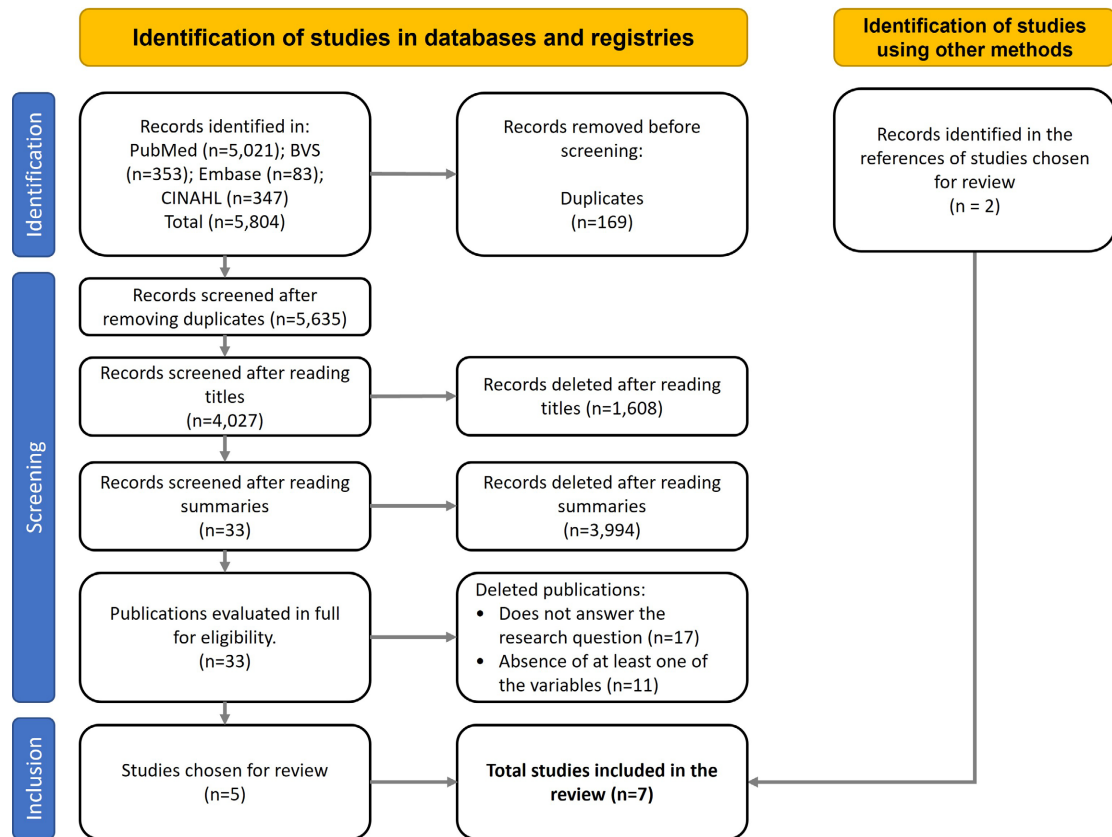 Identification of studies in databases and registries
Identification of studies
using other methods
Identification
Records identified in:
PubMed (n=5,021); BVS
(n=353); Embase (n=83);
CINAHL (n=347)
Total (n=5,804)
Records removed before
screening:
Duplicates
(n=169)
Records identified in the
references of studies chosen
for review
(n = 2)
Screening
Records screened after
removing duplicates (n=5,635)
Records screened after reading
titles
(n=4,027)
Records deleted after reading
titles (n=1,608)
Records screened after reading
summaries
(n=33)
Records deleted after reading
summaries
(n=3,994)
Publications evaluated in full
for eligibility.
(n=33)
Deleted publications:
• Does not answer the
research question (n=17)
• Absence of at least one of
the variables (n=11)
Inclusion
Studies chosen for review
(n=5)
Total studies included in the
review (n=7)